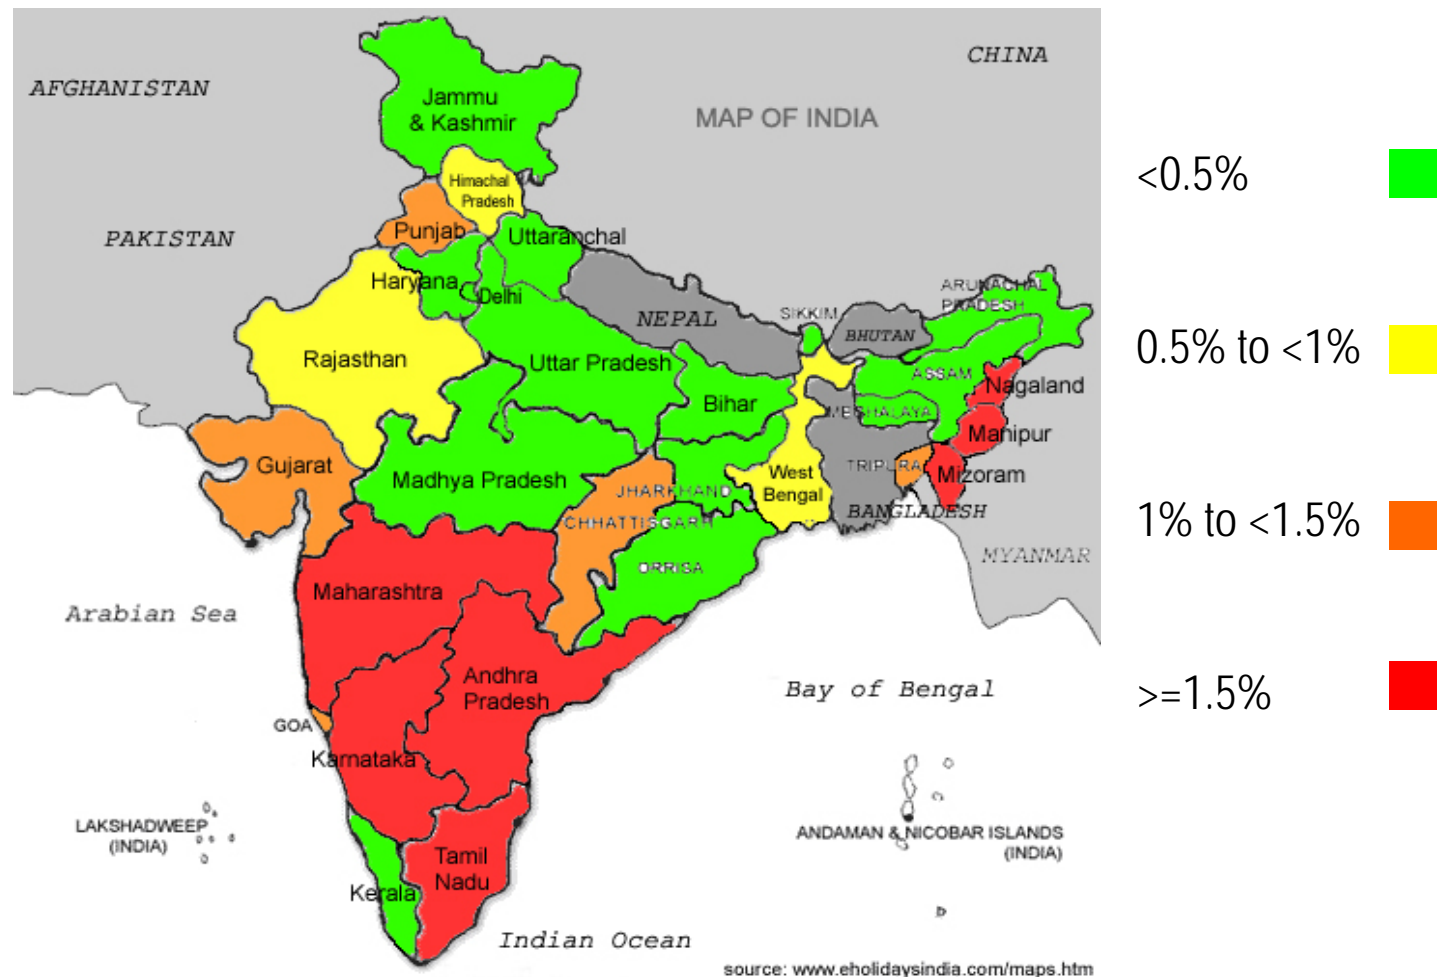 CHINA
AFGHANISTAN
Jammu
& Kashmir
MAP OF INDIA
<0.5%
Himachal
Pradesh
Punjab
Uttaranchal
PAKISTAN
Haryana
Delhi
ARUNACHAL
PRADESH
SIKKIM
NEPAL
BHUTAN
0.5% to <1%
Rajasthan
Uttar Pradesh
ASSAM
Nagaland
Bihar
MEGHALAYA
Manipur
Gujarat
Madhya Pradesh
West
Bengal
TRIPURA
Mizoram
JHARKHAND
CHHATTISGARH
BANGLADESH
1% to <1.5%
MYANMAR
ORRISA
Maharashtra
Arabian Sea
Andhra
Pradesh
Bay of Bengal
>=1.5%
GOA
Karnataka
LAKSHADWEEP
(INDIA)
ANDAMAN & NICOBAR ISLANDS
(INDIA)
Tamil
Nadu
Kerala
Indian Ocean
source: www.eholidaysindia.com/maps.htm